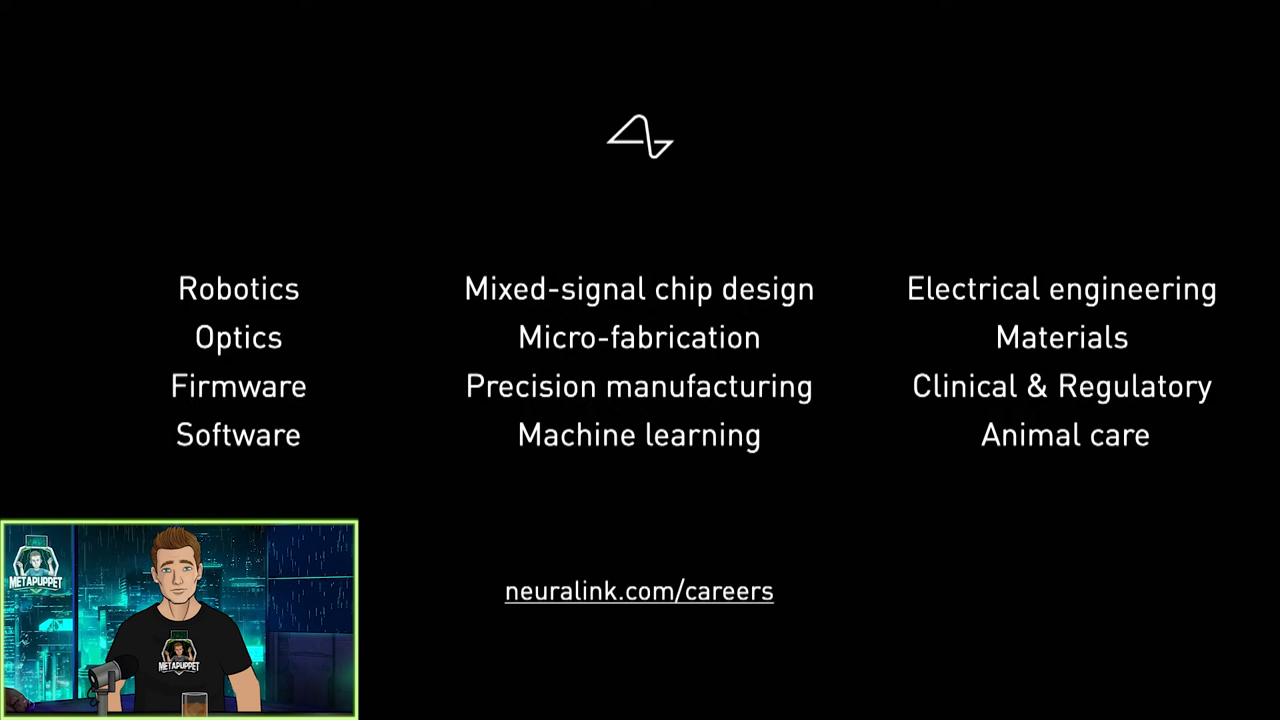 Robotics
Optics
Firmware
Software
Mixed-signal chip design
Micro-fabrication
Precision manufacturing
Machine learning
Electrical engineering
Materials
Clinical & Regulatory
Animal care
neuralink.com/careers
METAPUPPET
METAPUPPET